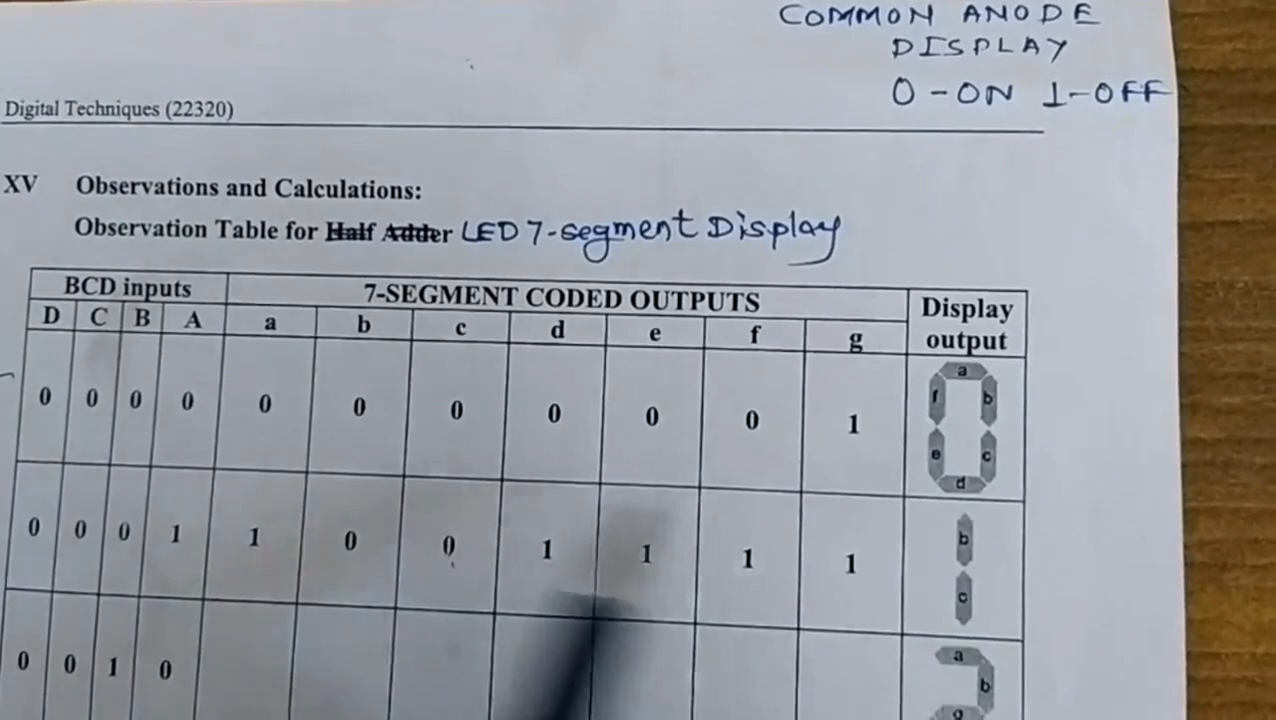 COMMON ANODE
DISPLAY
0-ON 1-OFF
Digital Techniques (22320)
XV Observations and Calculations:
Observation Table for Half Adder LED 7-segment Display
BCD inputs 7-SEGMENT CODED OUTPUTS Display output
D C B A a b c d e f g
0 0 0 0 0 0 0 0 0 0 1
a
f b
e c
d
0 0 0 1 1 0 0 1 1 1 1
b
c
0 0 1 0
a
b
g